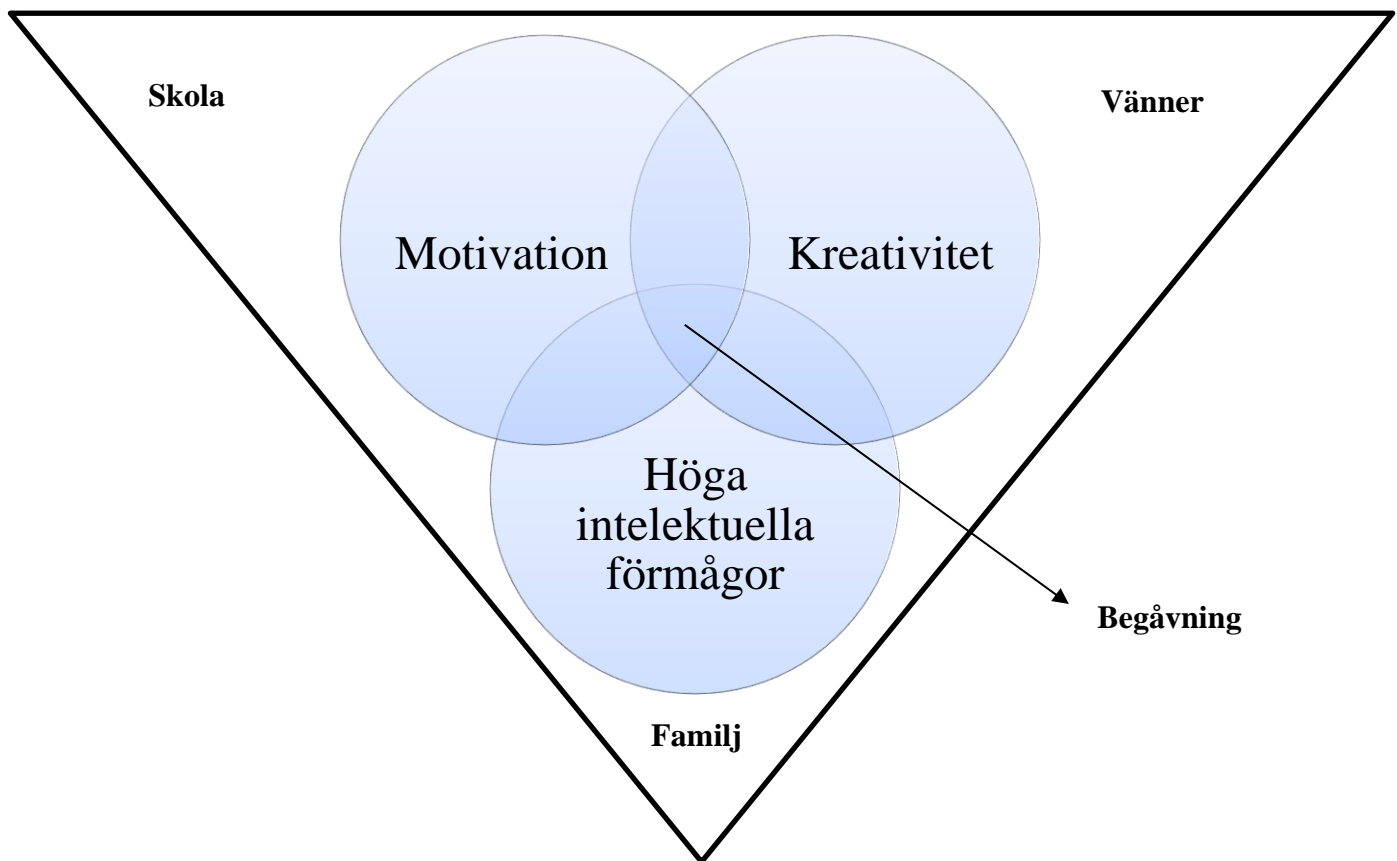 Skola
Vänner
Motivation
Kreativitet
Höga
intelektuella
förmågor
Begåvning
Familj